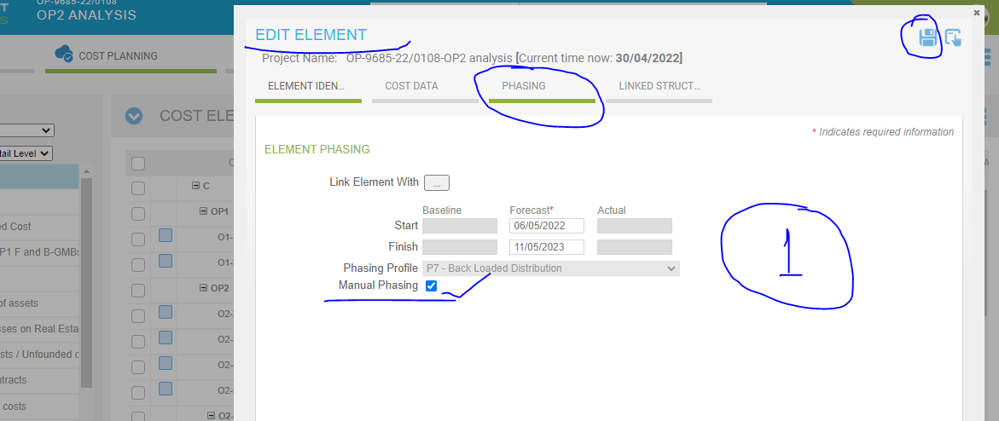 OP-9685-22/0108
OP2 ANALYSIS
COST PLANNING
COST ELE
tail Level
ed Cost
P1 F and B-GMB
of assets
sses on Real Esta
sts / Unfounded c
ntracts
costs
C
OP1
O1-
O1-
OP2
O2-
O2-
O2-
O2-
O2-
EDIT ELEMENT
Project Name: OP-9685-22/0108-OP2 analysis [Current time now: 30/04/2022]
ELEMENT IDEN... COST DATA PHASING LINKED STRUCT...
* Indicates required information
ELEMENT PHASING
Link Element With ...
Baseline Forecast* Actual
Start 06/05/2022
Finish 11/05/2023
Phasing Profile P7 - Back Loaded Distribution
Manual Phasing
1